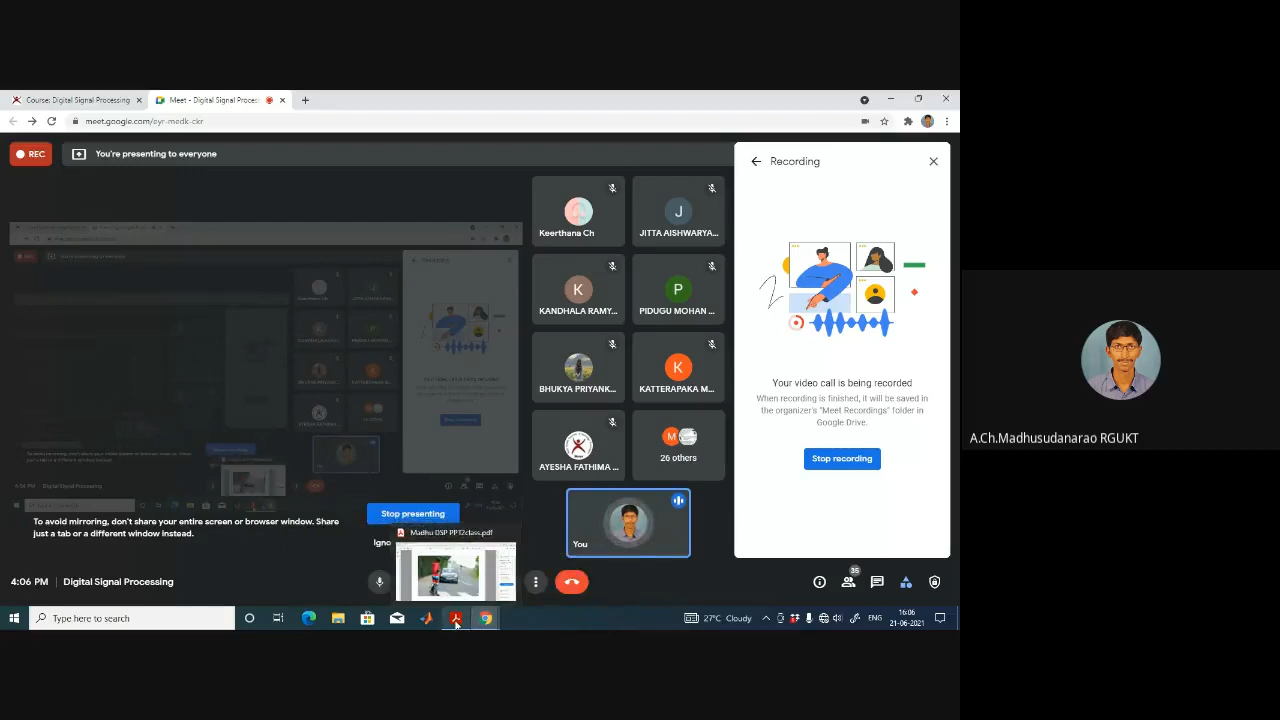 Course: Digital Signal Processing
Meet - Digital Signal Proces
meet.google.com/eyr-medk-ckr
REC
You're presenting to everyone
Recording
Keerthana Ch
JITTA AISHWARYA...
KANDHALA RAMY...
PIDUGU MOHAN ...
BHUKYA PRIYANK...
KATTERAPAKA M...
AYESHA FATHIMA ...
26 others
You
Your video call is being recorded
When recording is finished, it will be saved in
the organizer's "Meet Recordings" folder in
Google Drive.
Stop recording
A.Ch.Madhusudanarao RGUKT
To avoid mirroring, don't share your entire screen or browser window. Share
just a tab or a different window instead.
Stop presenting
Igno
Madhu DSP PPT2class.pdf
4:06 PM
Digital Signal Processing
35
Type here to search
27°C Cloudy
ENG
16:06
21-06-2021